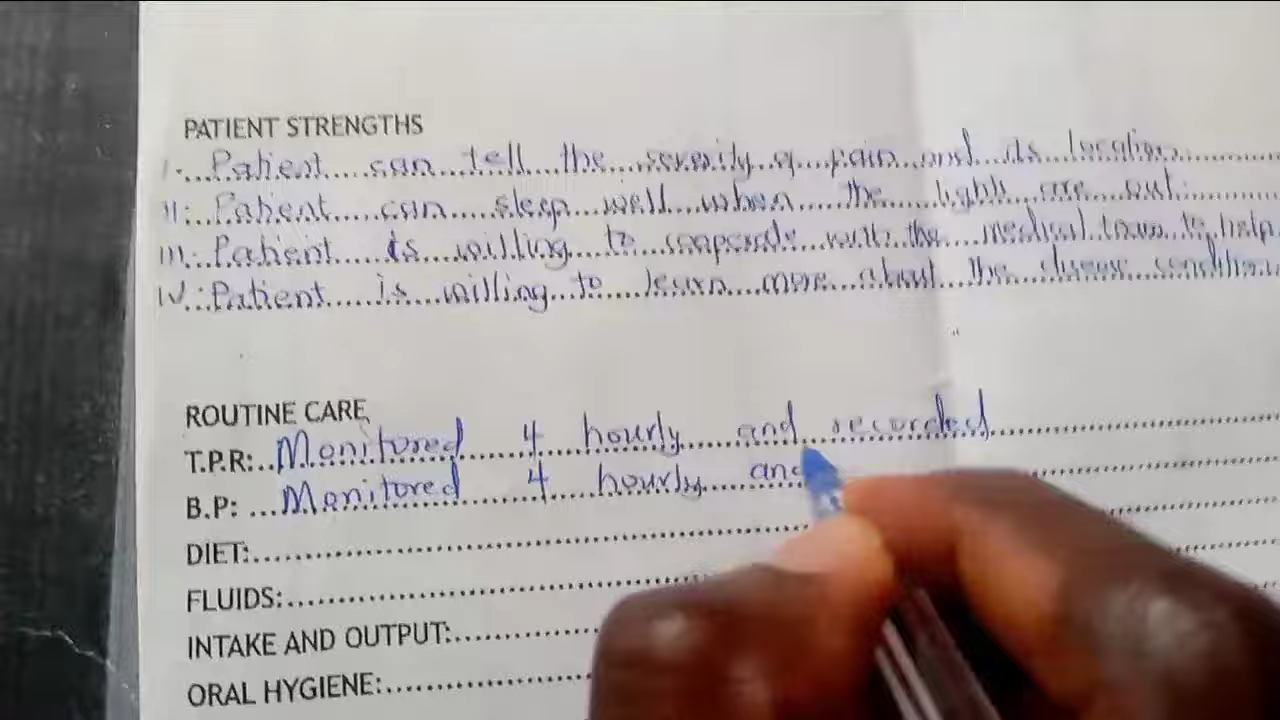 PATIENT STRENGTHS
I. Patient can tell the severity of pain and its location.
II. Patient can sleep well when the lights are out.
III. Patient is willing to cooperate with the medical team to help
IV. Patient is willing to learn more about the disease condition
ROUTINE CARE
T.P.R: Monitored 4 hourly and recorded
B.P: Monitored 4 hourly and
DIET:
FLUIDS:
INTAKE AND OUTPUT:
ORAL HYGIENE: